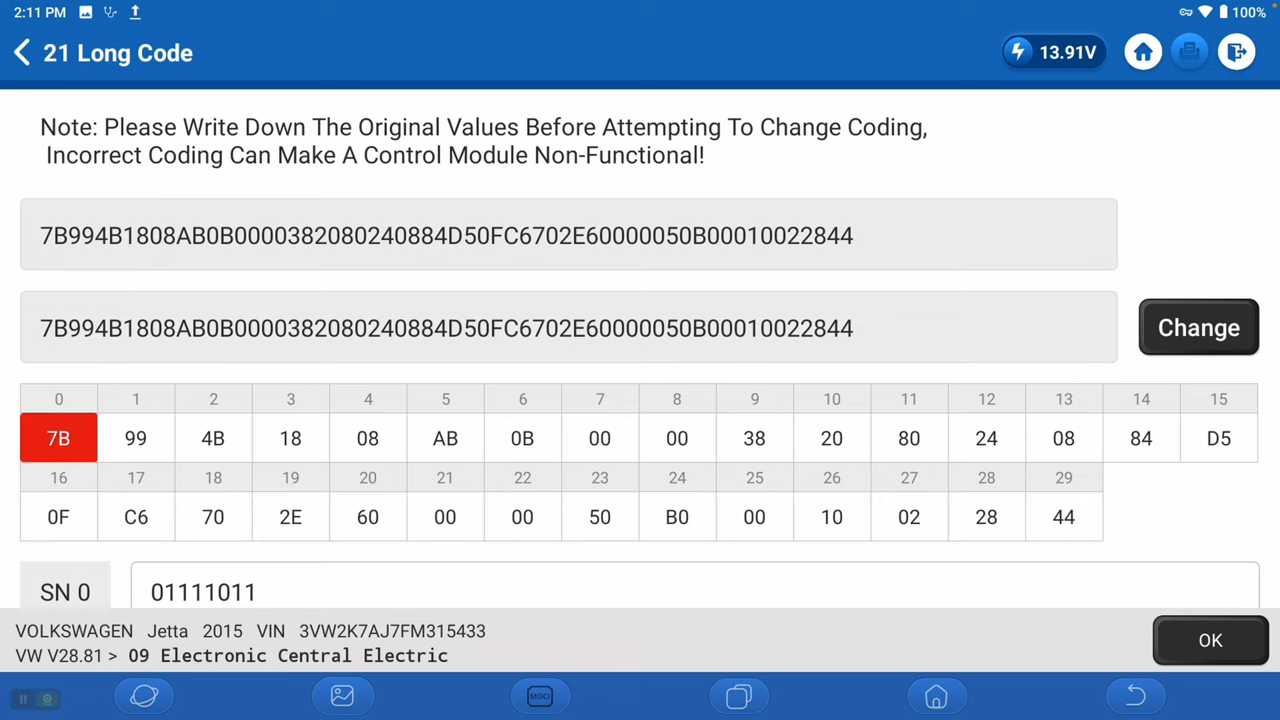 2:11 PM
100%
21 Long Code
13.91V
Note: Please Write Down The Original Values Before Attempting To Change Coding,
Incorrect Coding Can Make A Control Module Non-Functional!
7B994B1808AB0B0000382080240884D50FC6702E60000050B00010022844
7B994B1808AB0B0000382080240884D50FC6702E60000050B00010022844
Change
0 1 2 3 4 5 6 7 8 9 10 11 12 13 14 15
7B 99 4B 18 08 AB 0B 00 00 38 20 80 24 08 84 D5
16 17 18 19 20 21 22 23 24 25 26 27 28 29
0F C6 70 2E 60 00 00 50 B0 00 10 02 28 44
SN 0 01111011
VOLKSWAGEN Jetta 2015 VIN 3VW2K7AJ7FM315433
VW V28.81 > 09 Electronic Central Electric
OK
MDCI